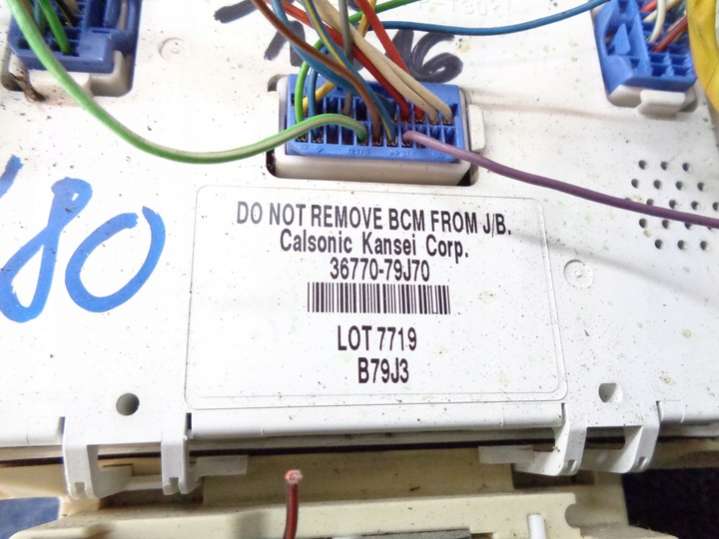 DO NOT REMOVE BCM FROM J/B.
Calsonic Kansei Corp.
36770-79J70
LOT 7719
B79J3